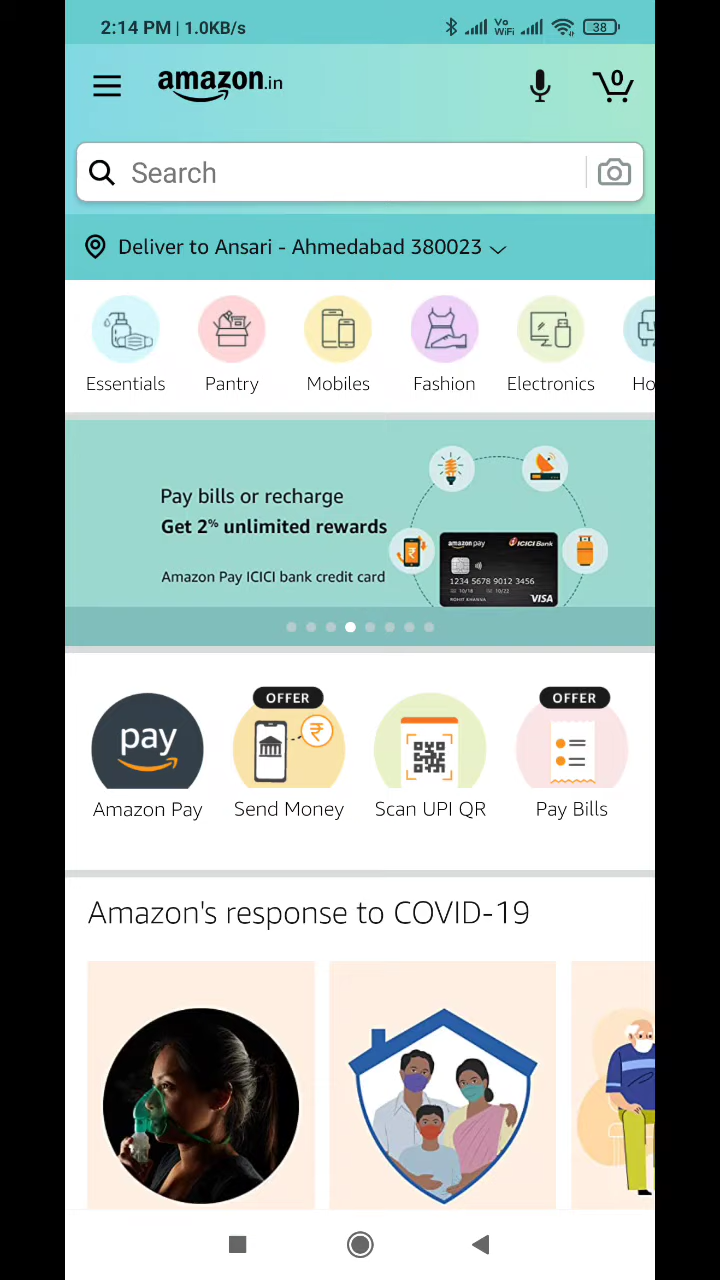 2:14 PM | 1.0KB/s
Vo
WiFi
38
amazon.in
0
Search
Deliver to Ansari - Ahmedabad 380023
Essentials
Pantry
Mobiles
Fashion
Electronics
Ho
Pay bills or recharge
Get 2% unlimited rewards
Amazon Pay ICICI bank credit card
amazon pay
ICICI Bank
1234 5678 9012 3456
10/18 10/22
VISA
OFFER
OFFER
pay
Amazon Pay
Send Money
Scan UPI QR
Pay Bills
Amazon's response to COVID-19